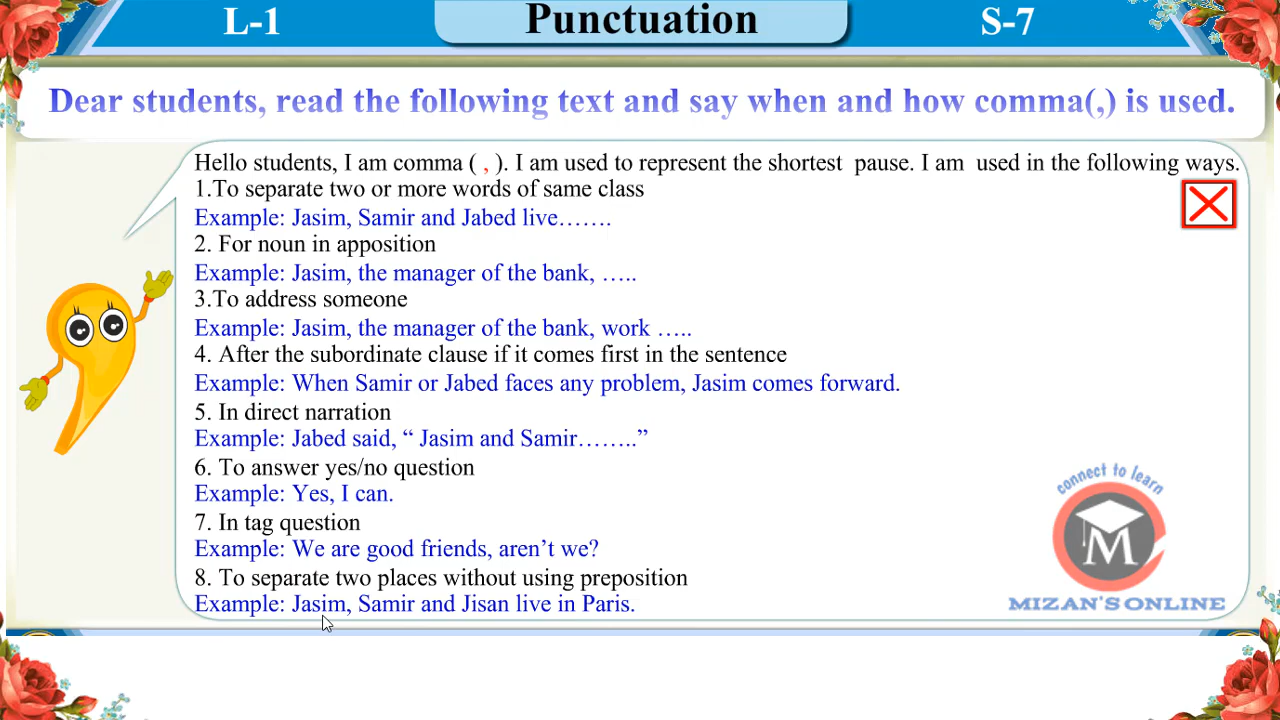 L-1 Punctuation S-7
Dear students, read the following text and say when and how comma(,) is used.
Hello students, I am comma ( , ). I am used to represent the shortest pause. I am used in the following ways.
1.To separate two or more words of same class
Example: Jasim, Samir and Jabed live…….
2. For noun in apposition
Example: Jasim, the manager of the bank, …..
3.To address someone
Example: Jasim, the manager of the bank, work …..
4. After the subordinate clause if it comes first in the sentence
Example: When Samir or Jabed faces any problem, Jasim comes forward.
5. In direct narration
Example: Jabed said, “ Jasim and Samir……..”
6. To answer yes/no question
Example: Yes, I can.
7. In tag question
Example: We are good friends, aren’t we?
8. To separate two places without using preposition
Example: Jasim, Samir and Jisan live in Paris.
connect to learn
M
MIZAN'S ONLINE